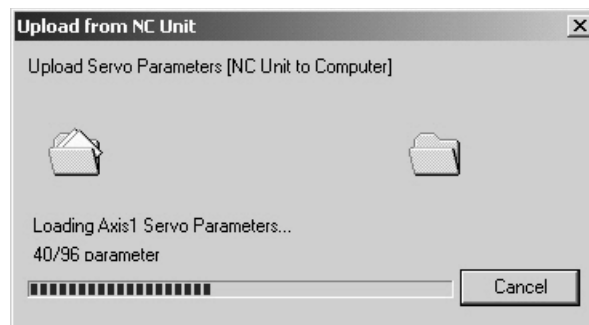 Upload from NC Unit
Upload Servo Parameters [NC Unit to Computer]
Loading Axis1 Servo Parameters...
40/96 parameter
Cancel